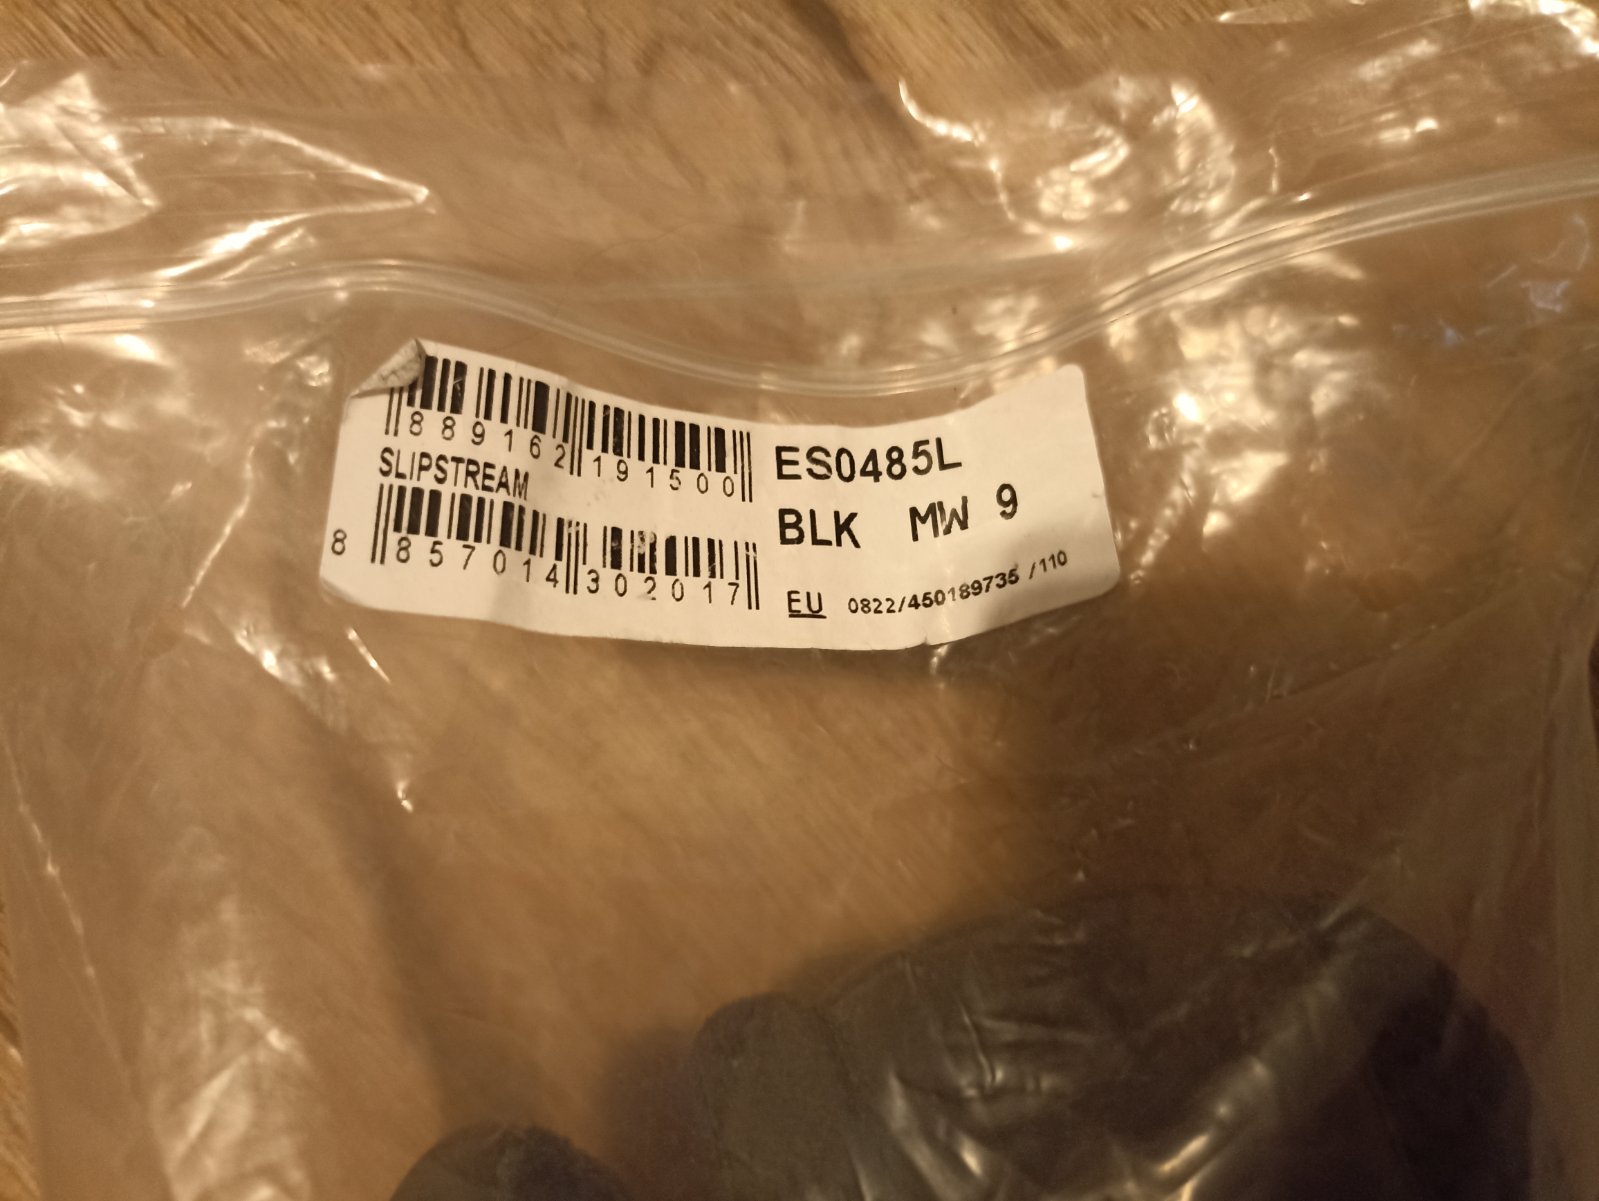 889162 191500
SLIPSTREAM
8 857014 302017
ES0485L
BLK MW 9
EU 0822/450189735 /110